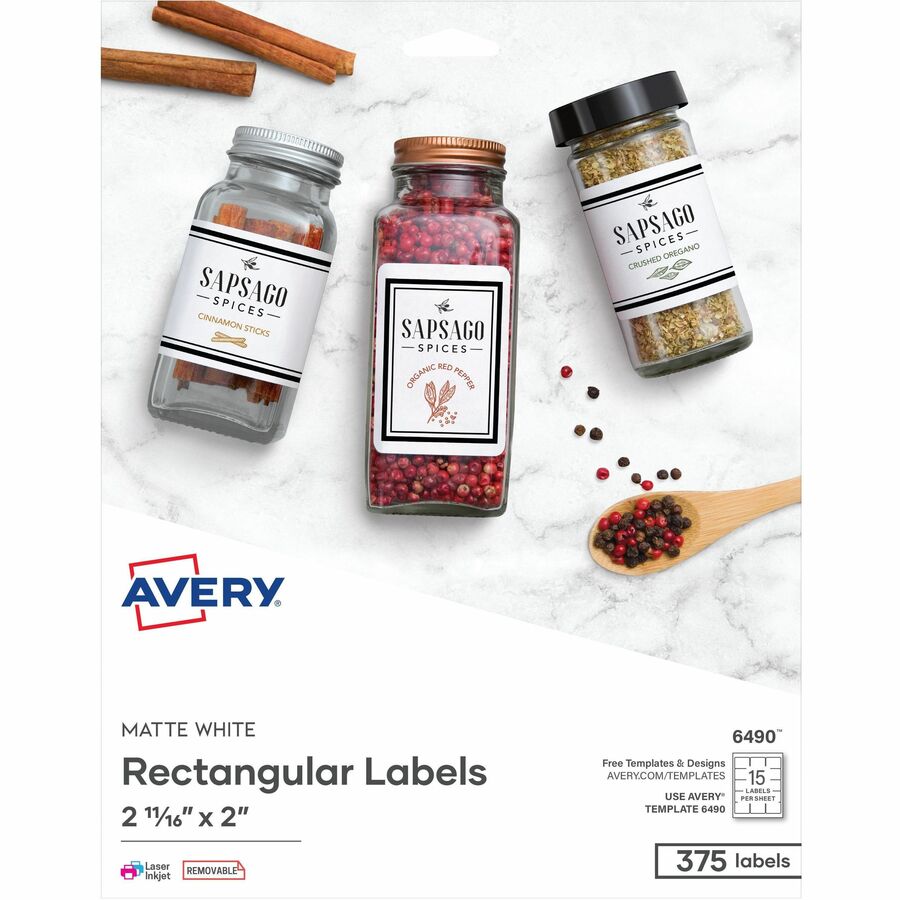 SAPSAGO
SPICES
CINNAMON STICKS
SAPSAGO
SPICES
ORGANIC RED PEPPER
SAPSAGO
SPICES
CRUSHED OREGANO
AVERY®
MATTE WHITE
Rectangular Labels
2 11/16" x 2"
Laser
Inkjet
REMOVABLE
6490™
Free Templates & Designs
AVERY.COM/TEMPLATES
USE AVERY®
TEMPLATE 6490
15
LABELS
PER SHEET
375 labels